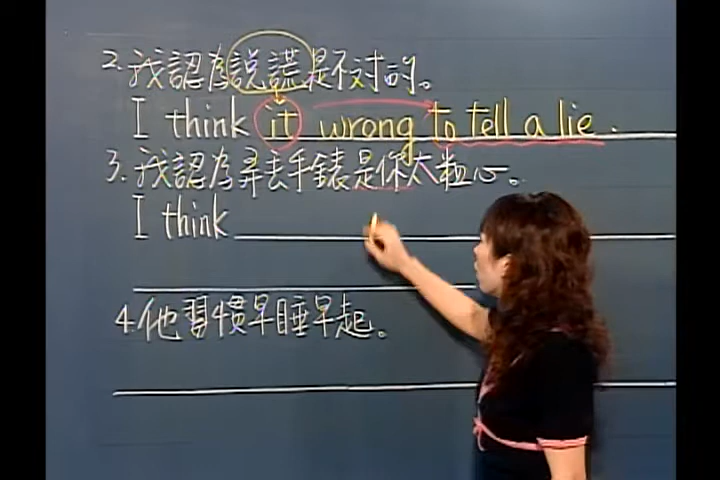 2. 我認為說謊是不对的。
I think it wrong to tell a lie.
3. 我認為弄丟手錶是你太粗心。
I think
4. 他習慣早睡早起。